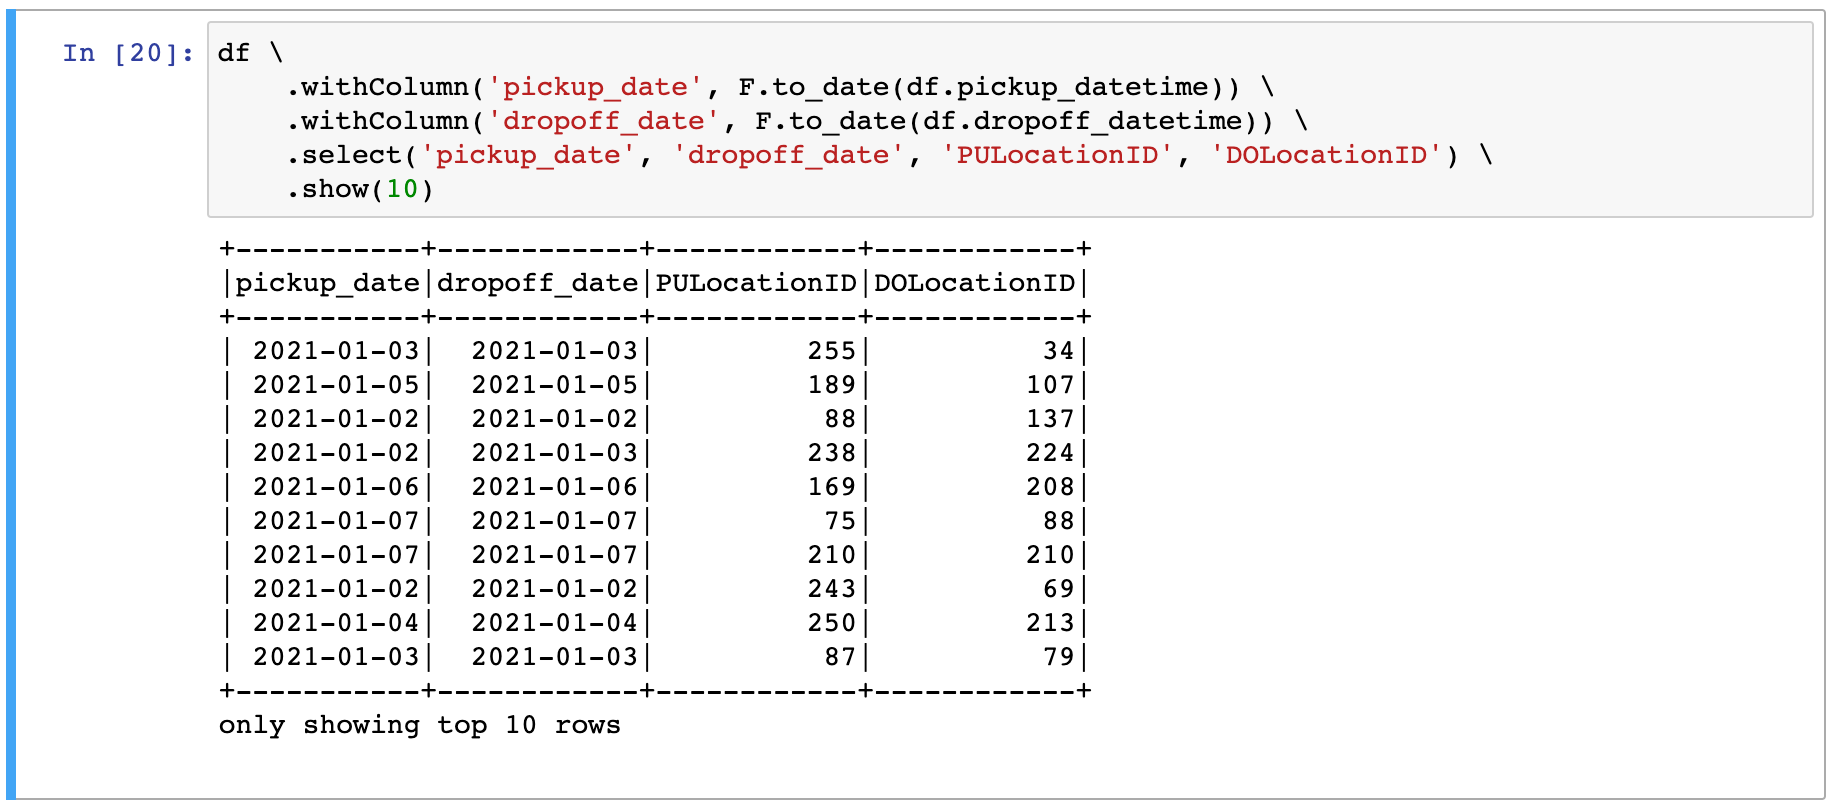 In [20]: df \
    .withColumn('pickup_date', F.to_date(df.pickup_datetime)) \
    .withColumn('dropoff_date', F.to_date(df.dropoff_datetime)) \
    .select('pickup_date', 'dropoff_date', 'PULocationID', 'DOLocationID') \
    .show(10)
+-----------+------------+------------+------------+
|pickup_date|dropoff_date|PULocationID|DOLocationID|
+-----------+------------+------------+------------+
| 2021-01-03|  2021-01-03|         255|          34|
| 2021-01-05|  2021-01-05|         189|         107|
| 2021-01-02|  2021-01-02|          88|         137|
| 2021-01-02|  2021-01-03|         238|         224|
| 2021-01-06|  2021-01-06|         169|         208|
| 2021-01-07|  2021-01-07|          75|          88|
| 2021-01-07|  2021-01-07|         210|         210|
| 2021-01-02|  2021-01-02|         243|          69|
| 2021-01-04|  2021-01-04|         250|         213|
| 2021-01-03|  2021-01-03|          87|          79|
+-----------+------------+------------+------------+
only showing top 10 rows